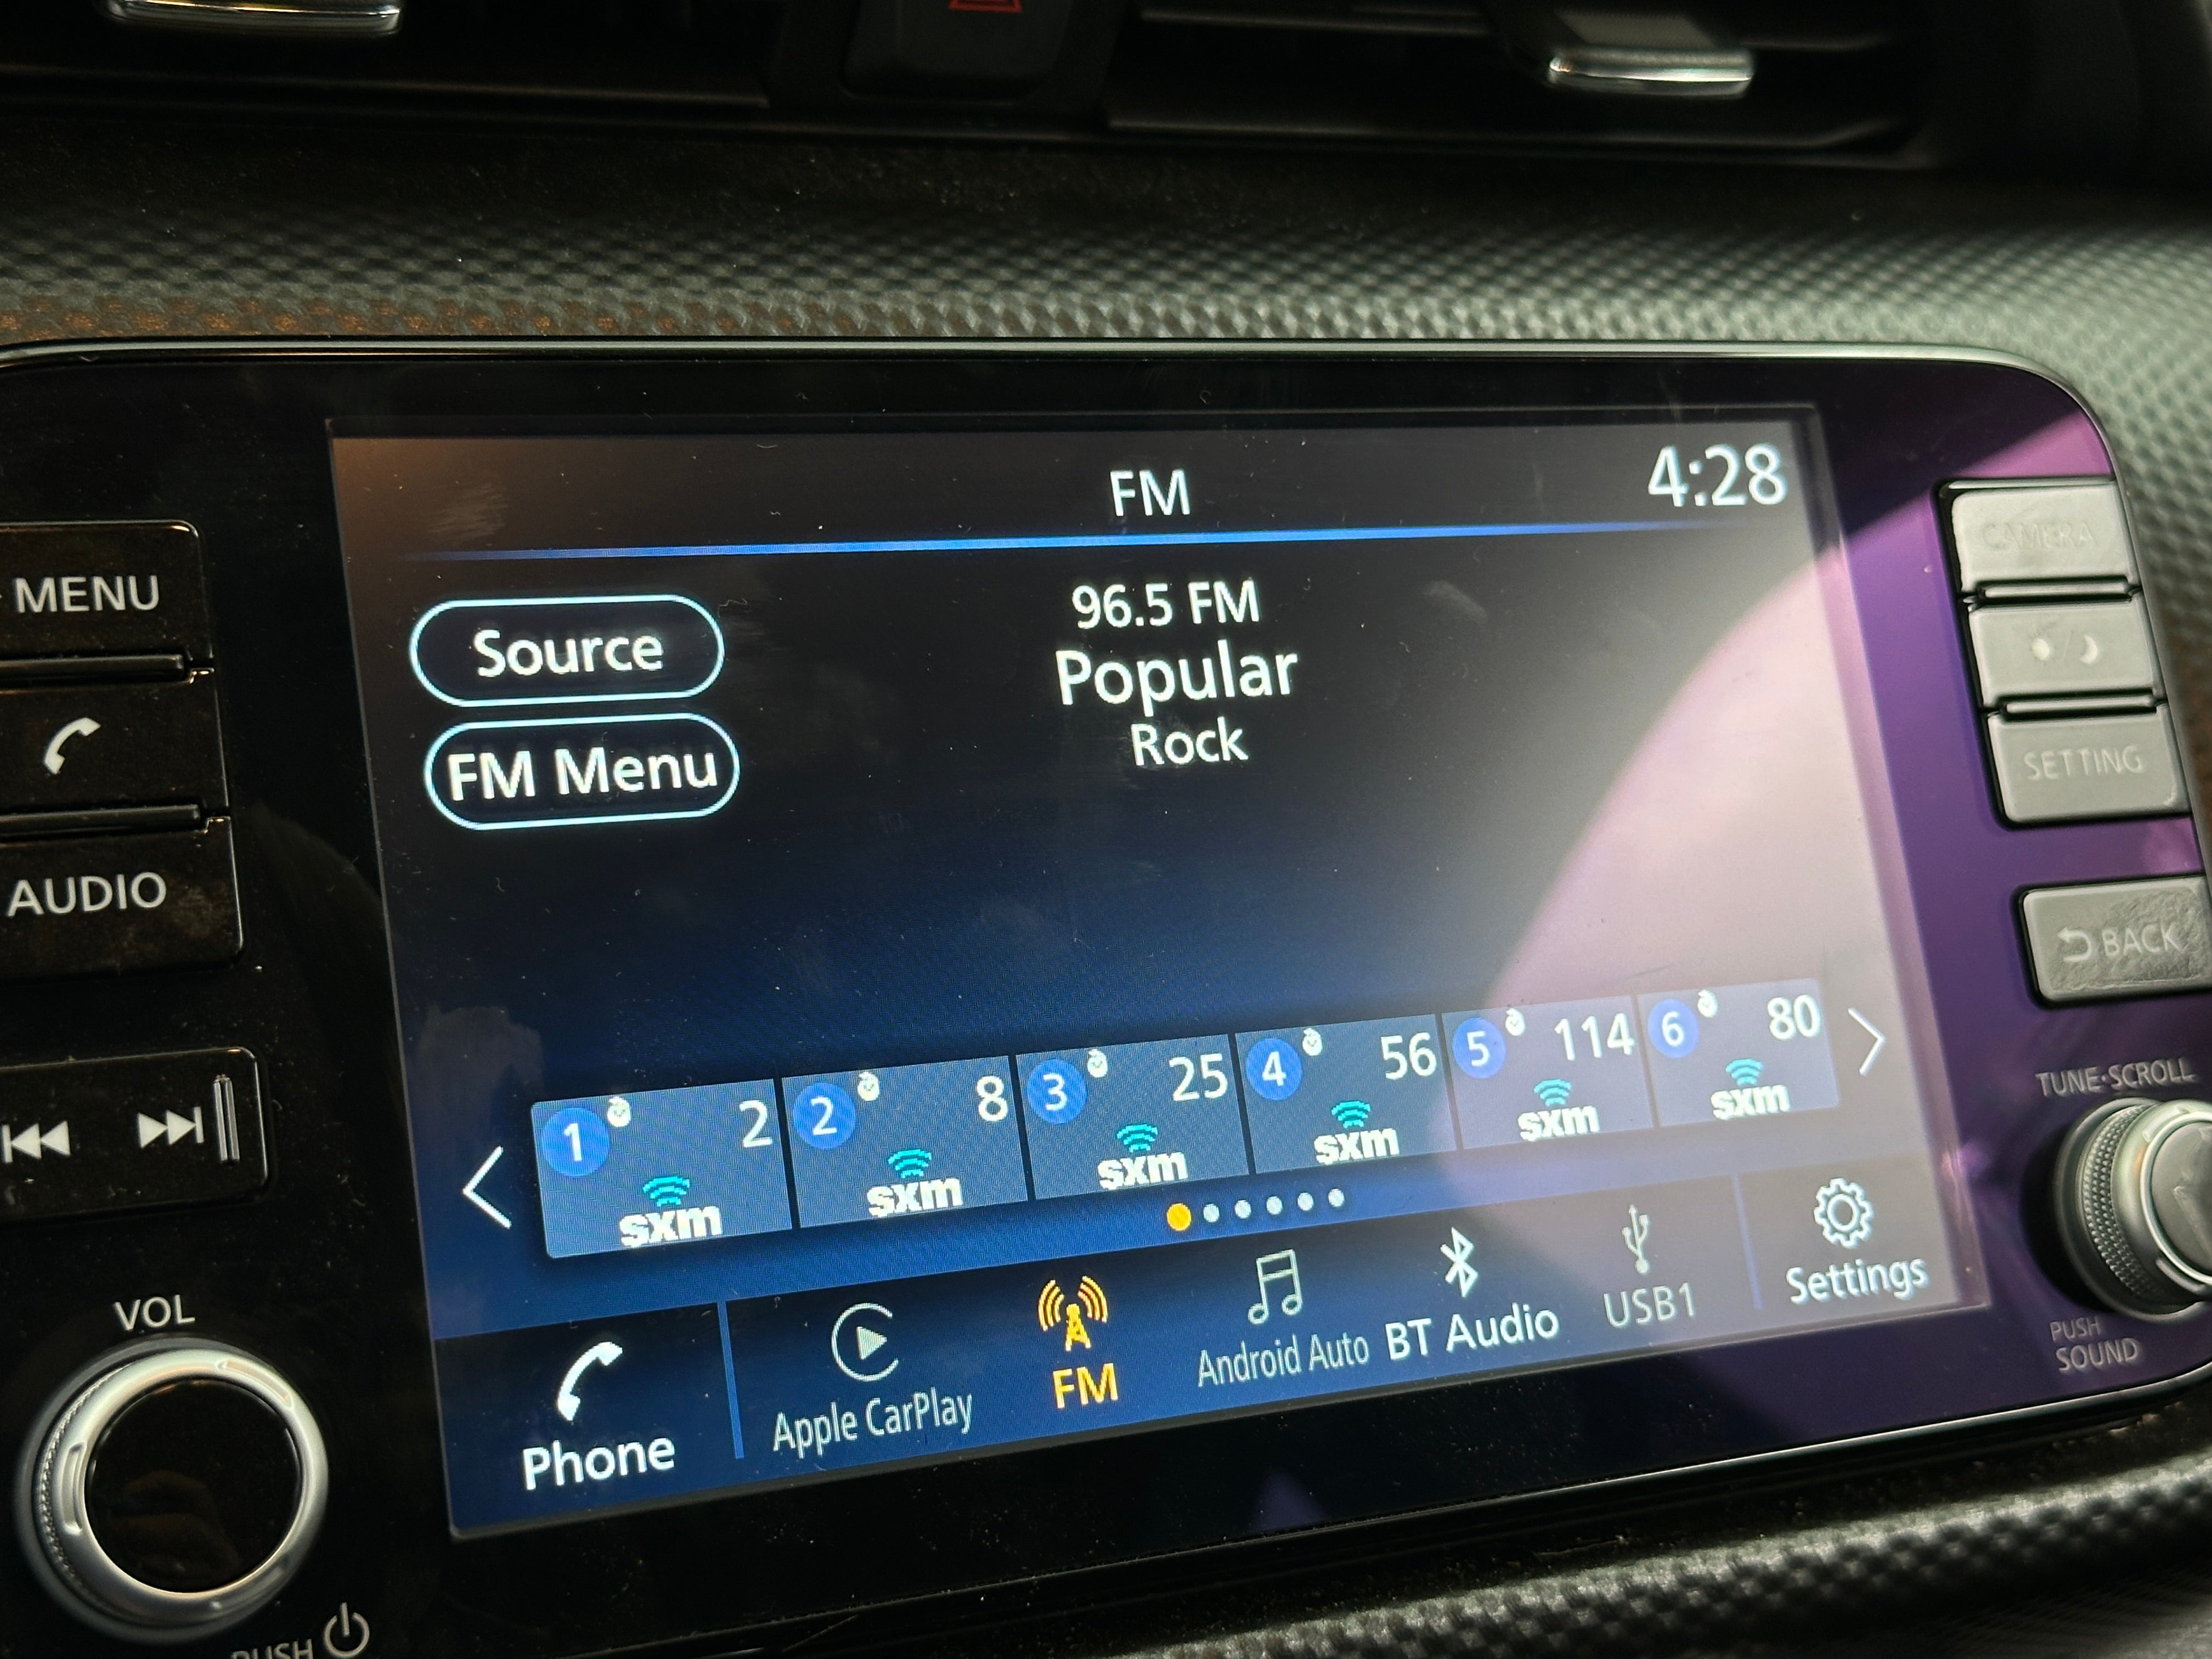 FM
4:28
MENU
CAMERA
Source
96.5 FM
Popular
FM Menu
Rock
SETTING
AUDIO
BACK
1 2
sxm
2 8
sxm
3 25
sxm
4 56
sxm
5 114
sxm
6 80
sxm
TUNE·SCROLL
VOL
Phone
Apple CarPlay
FM
Android Auto
BT Audio
USB1
Settings
PUSH
SOUND
PUSH